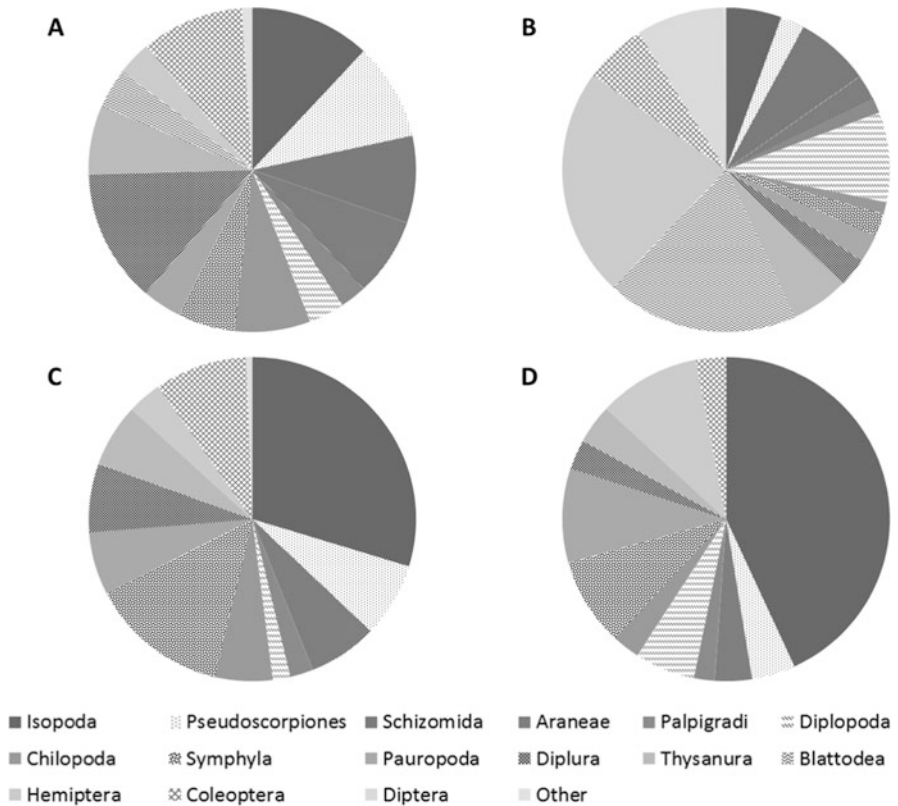 A B
C D
Isopoda Pseudoscorpiones Schizomida Araneae Palpigradi Diplopoda
Chilopoda Symphyla Pauropoda Diplura Thysanura Blattodea
Hemiptera Coleoptera Diptera Other